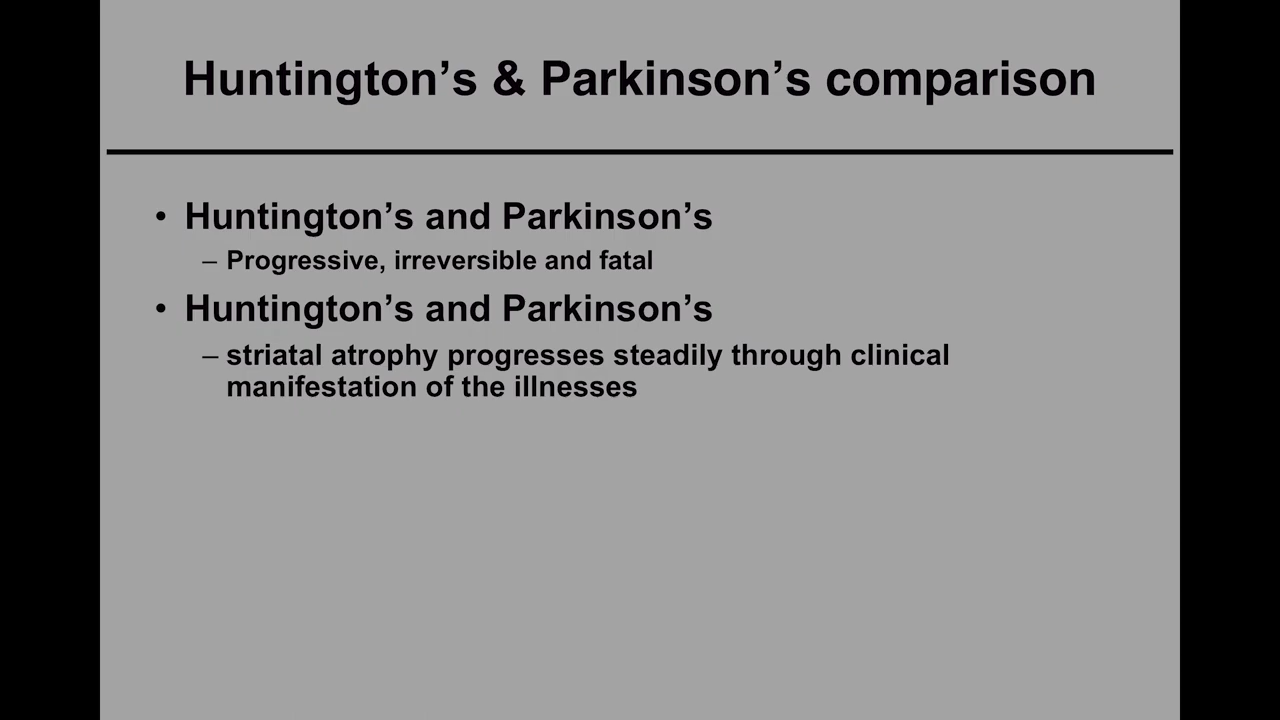 Huntington’s & Parkinson’s comparison
• Huntington’s and Parkinson’s
– Progressive, irreversible and fatal
• Huntington’s and Parkinson’s
– striatal atrophy progresses steadily through clinical
manifestation of the illnesses